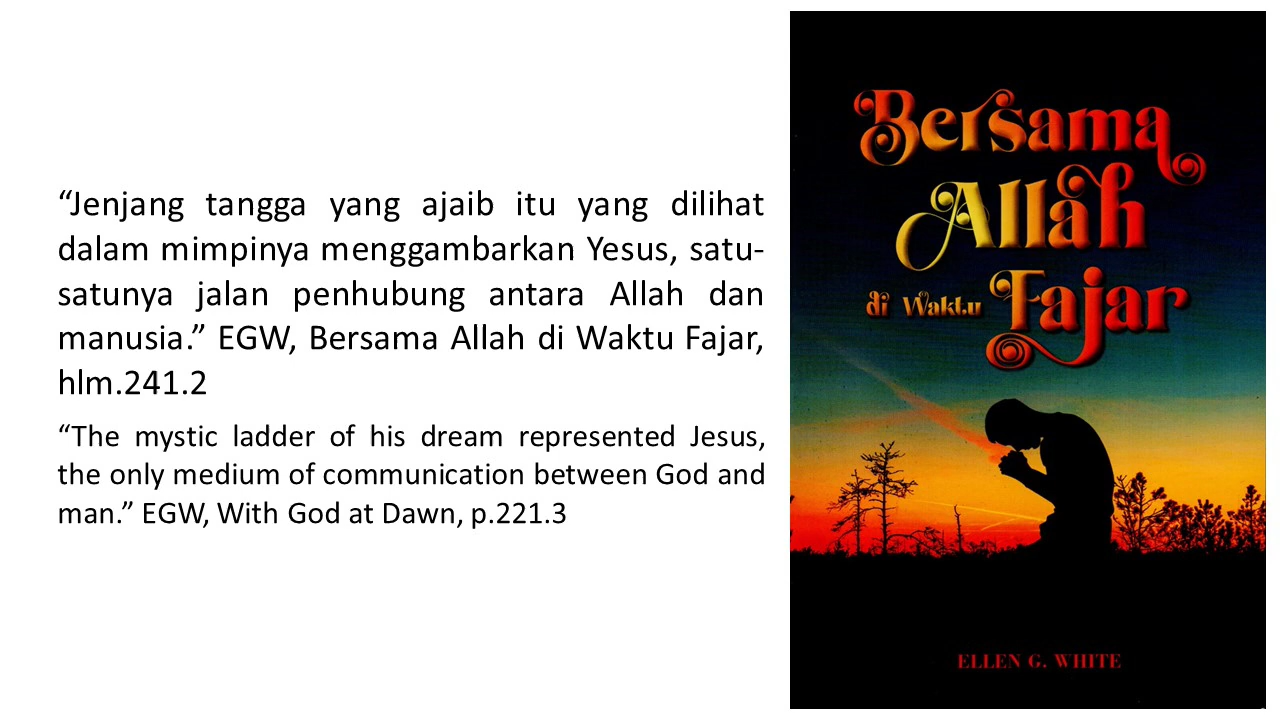 “Jenjang tangga yang ajaib itu yang dilihat
dalam mimpinya menggambarkan Yesus, satu-
satunya jalan penhubung antara Allah dan
manusia.” EGW, Bersama Allah di Waktu Fajar,
hlm.241.2
“The mystic ladder of his dream represented Jesus,
the only medium of communication between God and
man.” EGW, With God at Dawn, p.221.3
Bersama
Allah
di Waktu Fajar
ELLEN G. WHITE